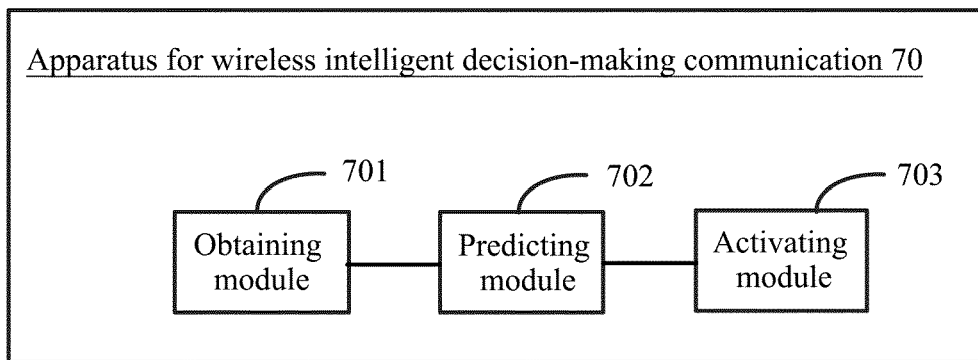 Apparatus for wireless intelligent decision-making communication 70
701
702
703
Obtaining
module
Predicting
module
Activating
module